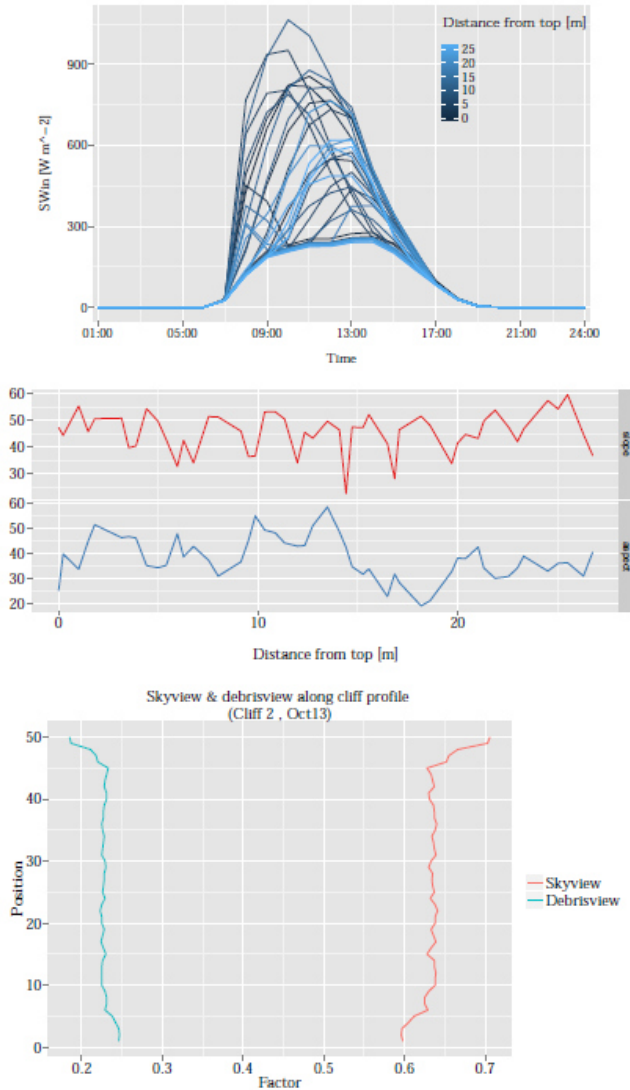 Distance from top [m]
25
20
15
10
5
0
900
600
300
0
SWin [W m^-2]
01:00 05:00 09:00 13:00 17:00 21:00 24:00
Time
60
50
40
30
slope
60
50
40
30
20
aspect
0 10 20
Distance from top [m]
Skyview & debrisview along cliff profile
(Cliff 2 , Oct13)
50
40
30
20
10
0
Position
Skyview
Debrisview
0.2 0.3 0.4 0.5 0.6 0.7
Factor